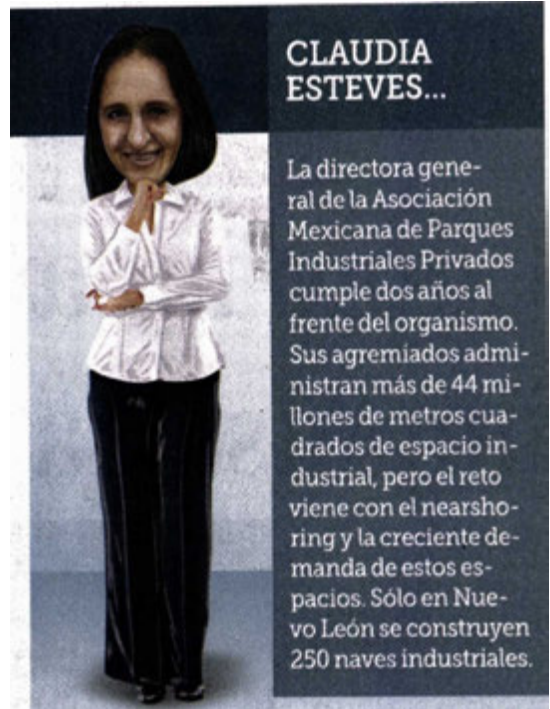 CLAUDIA
ESTEVES...
La directora gene-
ral de la Asociación
Mexicana de Parques
Industriales Privados
cumple dos años al
frente del organismo.
Sus agremiados admi-
nistran más de 44 mi-
llones de metros cua-
drados de espacio in-
dustrial, pero el reto
viene con el nearsho-
ring y la creciente de-
manda de estos es-
pacios. Sólo en Nue-
vo León se construyen
250 naves industriales.